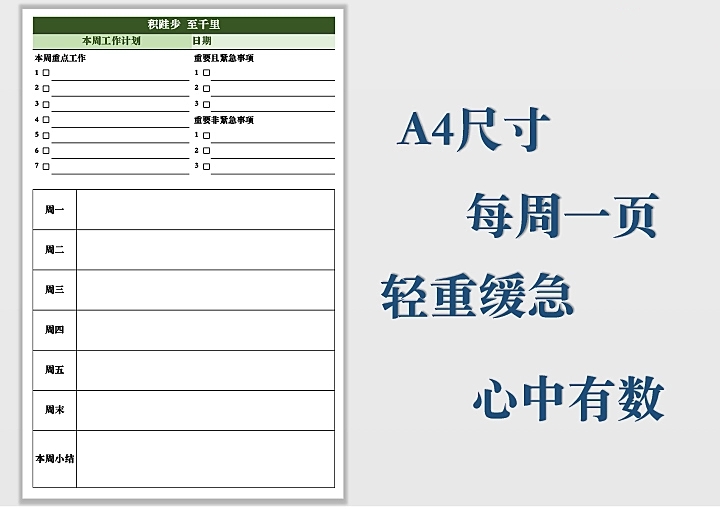 积跬步 至千里
本周工作计划 日期
本周重点工作
1
2
3
4
5
6
7
重要且紧急事项
1
2
3
重要非紧急事项
1
2
3
周一
周二
周三
周四
周五
周末
本周小结
A4尺寸
每周一页
轻重缓急
心中有数